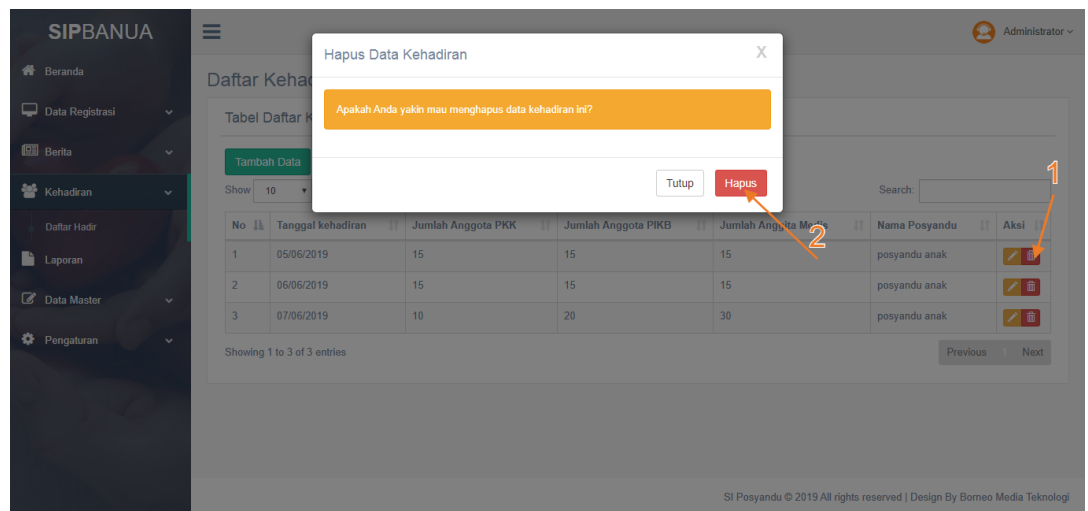 SIPBANUA
Administrator
Beranda
Data Registrasi
Berita
Kehadiran
Daftar Hadir
Laporan
Data Master
Pengaturan
Hapus Data Kehadiran X
Apakah Anda yakin mau menghapus data kehadiran ini?
Tutup Hapus
Daftar
Tabel Daftar
Tambah Data
Show 10 Search:
No Tanggal kehadiran Jumlah Anggota PKK Jumlah Anggota PIKB Jumlah Anggita Medis Nama Posyandu Aksi
1 05/06/2019 15 15 15 posyandu anak
2 06/06/2019 15 15 15 posyandu anak
3 07/06/2019 10 20 30 posyandu anak
Showing 1 to 3 of 3 entries Previous 1 Next
1
2
SI Posyandu © 2019 All rights reserved | Design By Borneo Media Teknologi